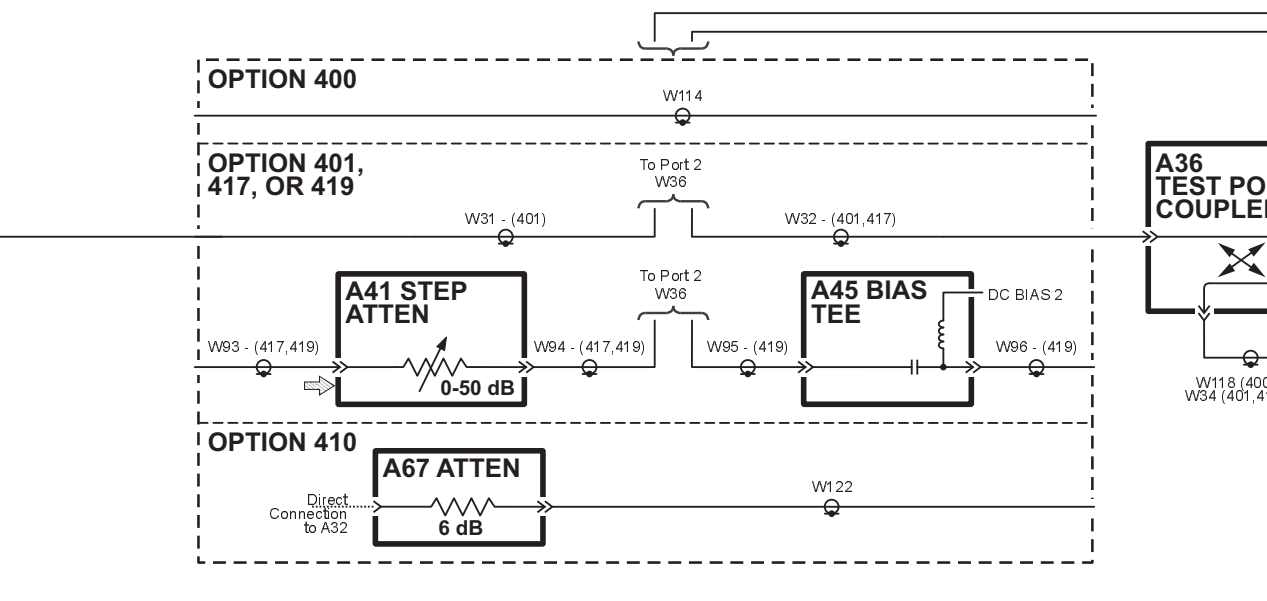 OPTION 400
W114
OPTION 401,
417, OR 419
To Port 2
W36
W31 - (401)
W32 - (401,417)
A36
TEST PO
COUPLE
A41 STEP
ATTEN
0-50 dB
To Port 2
W36
A45 BIAS
TEE
DC BIAS 2
W93 - (417,419)
W94 - (417,419)
W95 - (419)
W96 - (419)
W118 (400
W34 (401,4
OPTION 410
A67 ATTEN
6 dB
Direct
Connection
to A32
W122